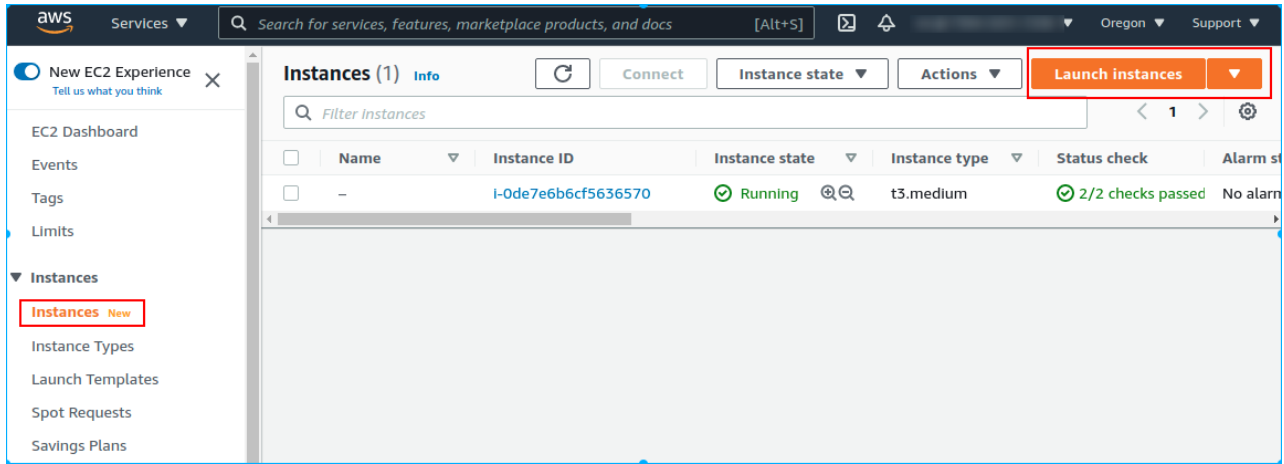 aws Services Search for services, features, marketplace products, and docs [Alt+S] Oregon Support
New EC2 Experience
Tell us what you think
EC2 Dashboard
Events
Tags
Limits
Instances
Instances New
Instance Types
Launch Templates
Spot Requests
Savings Plans
Instances (1) Info Connect Instance state Actions Launch instances
Filter Instances 1
Name Instance ID Instance state Instance type Status check Alarm
– i-0de7e6b6cf5636570 Running t3.medium 2/2 checks passed No alarm